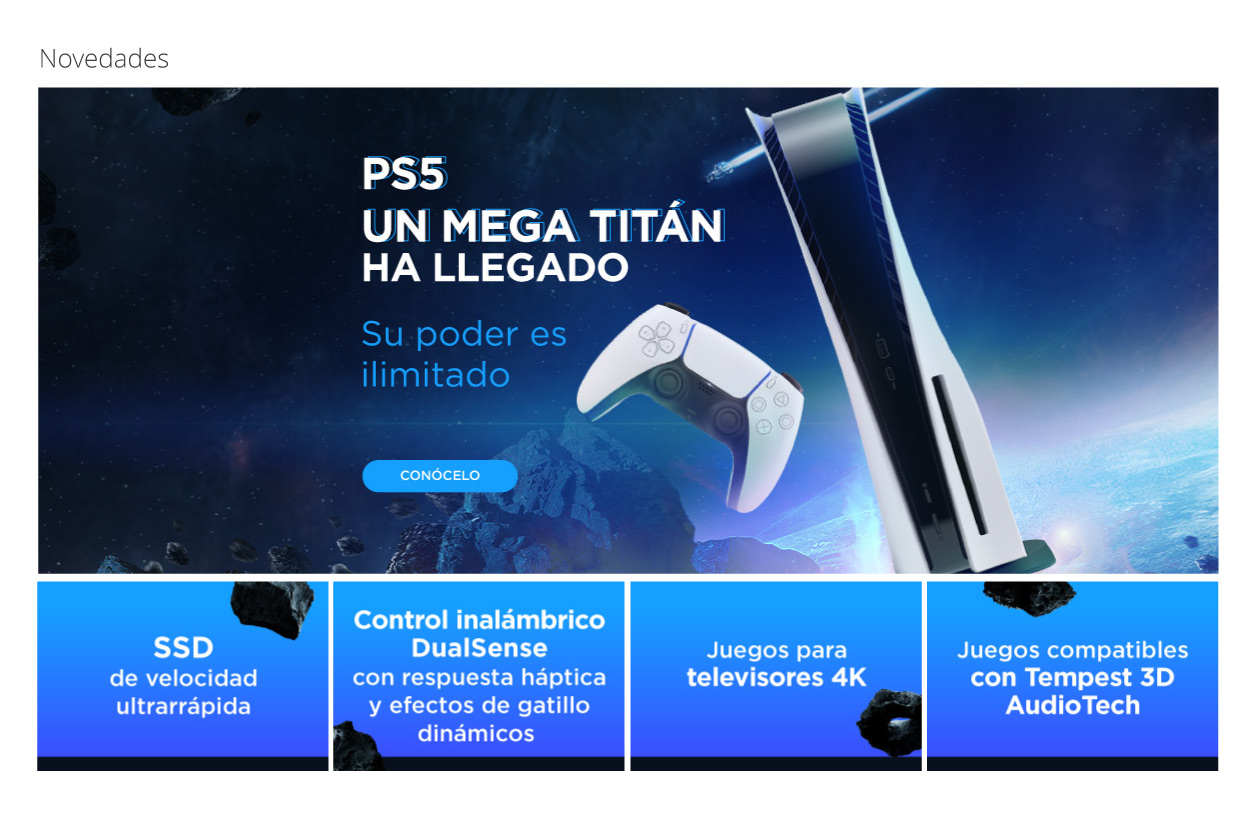 Novedades
PS5
UN MEGA TITÁN
HA LLEGADO
Su poder es
ilimitado
CONÓCELO
SSD
de velocidad
ultrarrápida
Control inalámbrico
DualSense
con respuesta háptica
y efectos de gatillo
dinámicos
Juegos para
televisores 4K
Juegos compatibles
con Tempest 3D
AudioTech